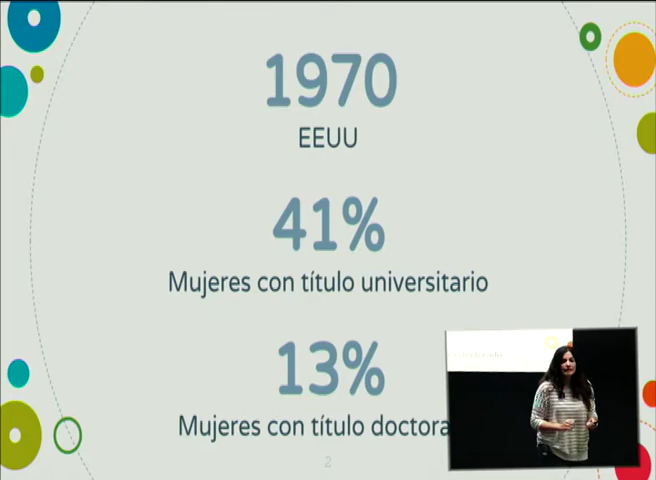 1970
EEUU
41%
Mujeres con título universitario
13%
Mujeres con título doctora
2